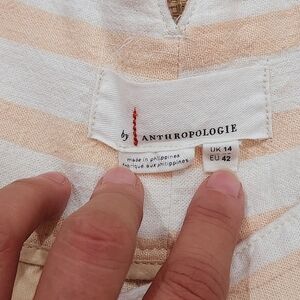 by ANTHROPOLOGIE
made in philippines
fabriqué aux philippines
UK 14
EU 42